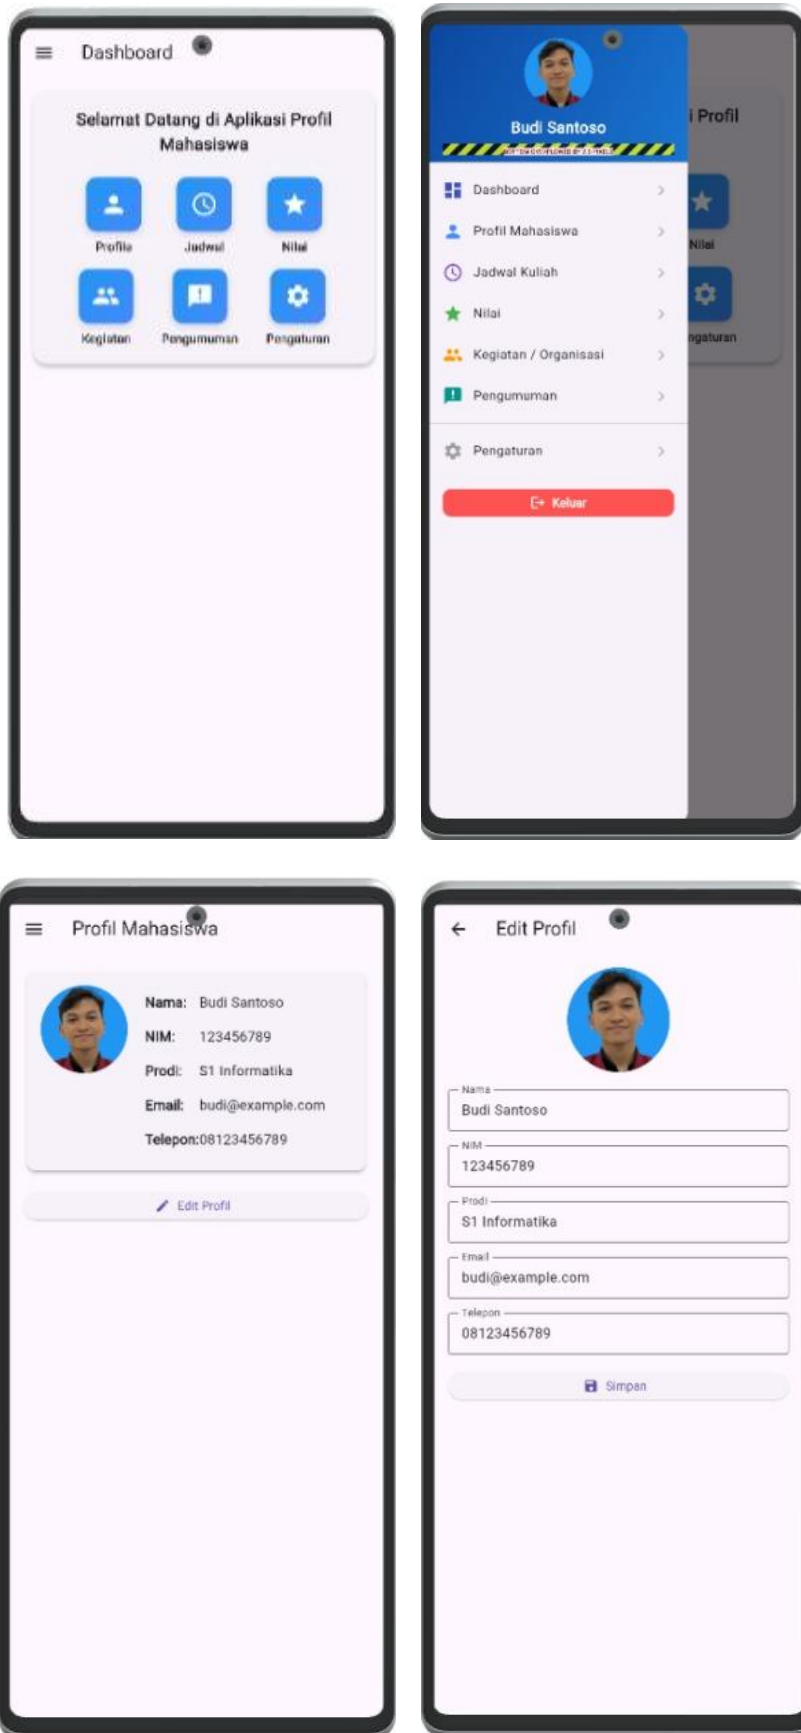 Dashboard
Selamat Datang di Aplikasi Profil
Mahasiswa
Profile
Jadwal
Nilai
Kegiatan
Pengumuman
Pengaturan
Budi Santoso
i Profil
Dashboard
Profil Mahasiswa
Jadwal Kuliah
Nilai
Nilai
Kegiatan / Organisasi
ngaturan
Pengumuman
Pengaturan
Keluar
Profil Mahasiswa
Nama: Budi Santoso
NIM: 123456789
Prodi: S1 Informatika
Email: budi@example.com
Telepon:08123456789
Edit Profil
Edit Profil
Nama
Budi Santoso
NIM
123456789
Prodi
S1 Informatika
Email
budi@example.com
Telepon
08123456789
Simpan